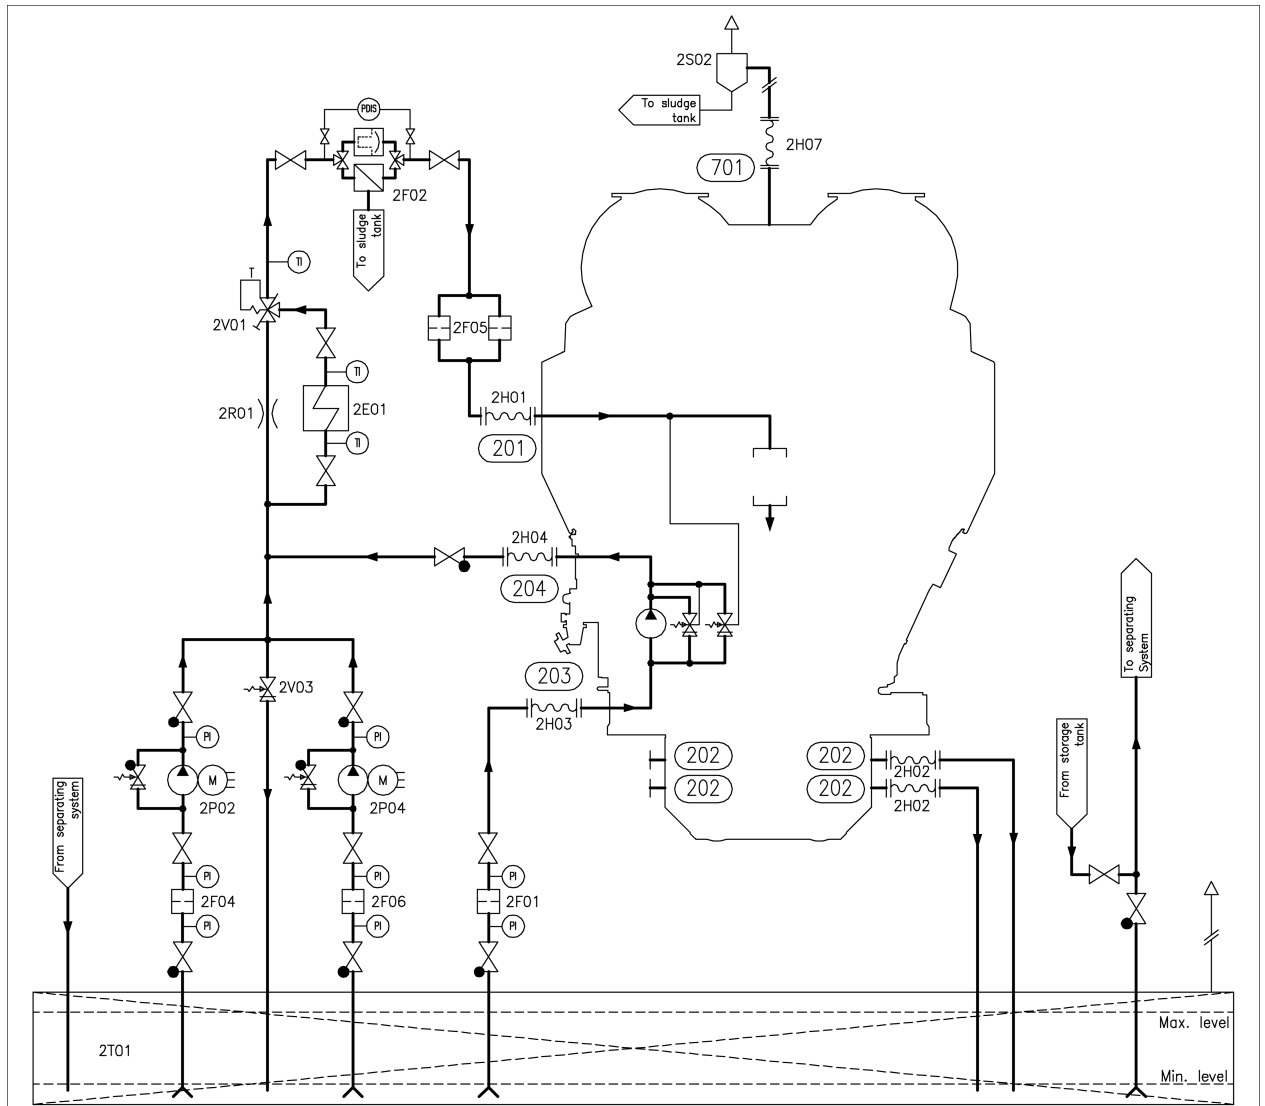 2S02
To sludge
tank
2H07
701
PDIS
2F02
To sludge
tank
TI
T
2V01
2F05
TI
2R01
2E01
TI
2H01
201
2H04
204
203
2H03
2V03
PI
PI
M
M
2P02
2P04
202
202
202
202
2H02
2H02
From separating
system
From storage
tank
To separating
System
PI
PI
PI
2F04
2F06
2F01
PI
PI
PI
2T01
Max. level
Min. level